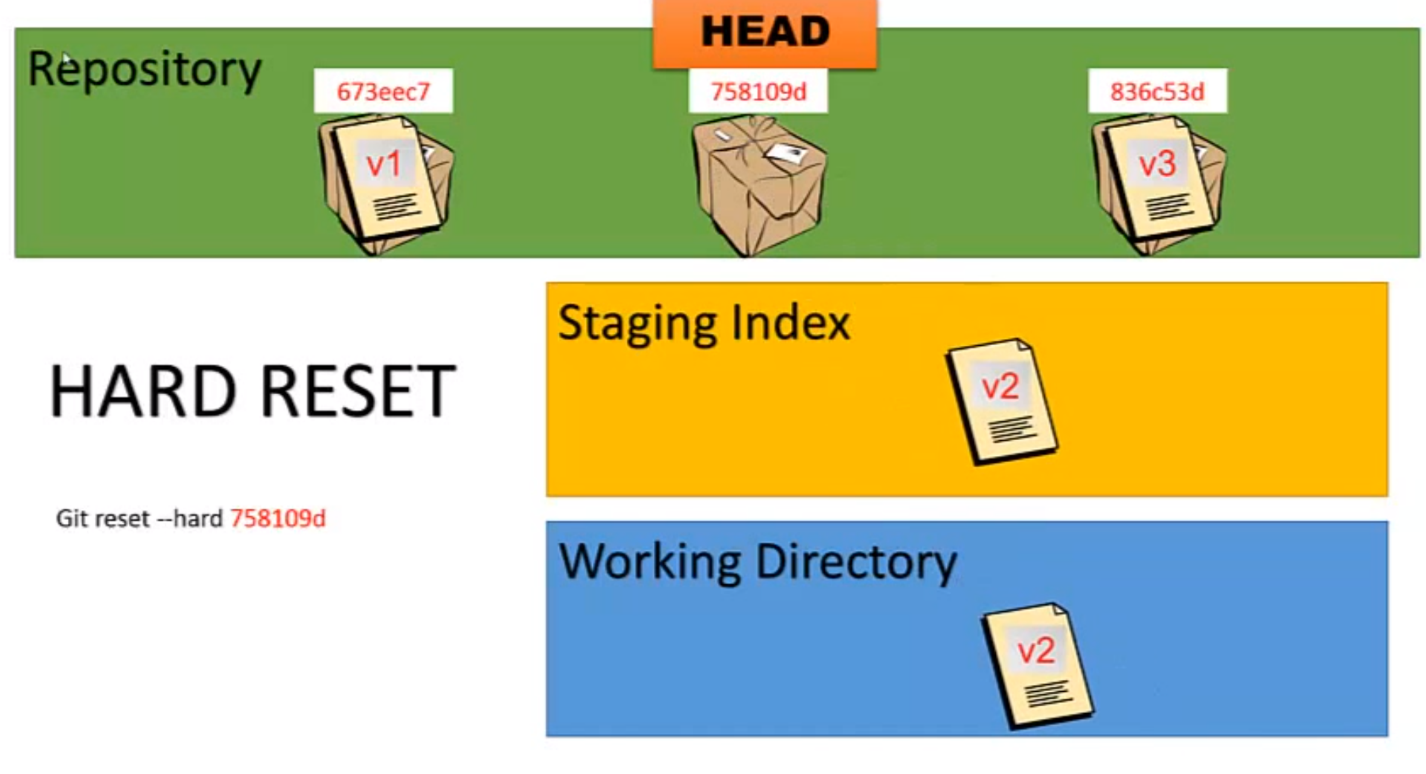 HEAD
Repository
673eec7
758109d
836c53d
v1
v3
Staging Index
v2
HARD RESET
Git reset --hard 758109d
Working Directory
v2